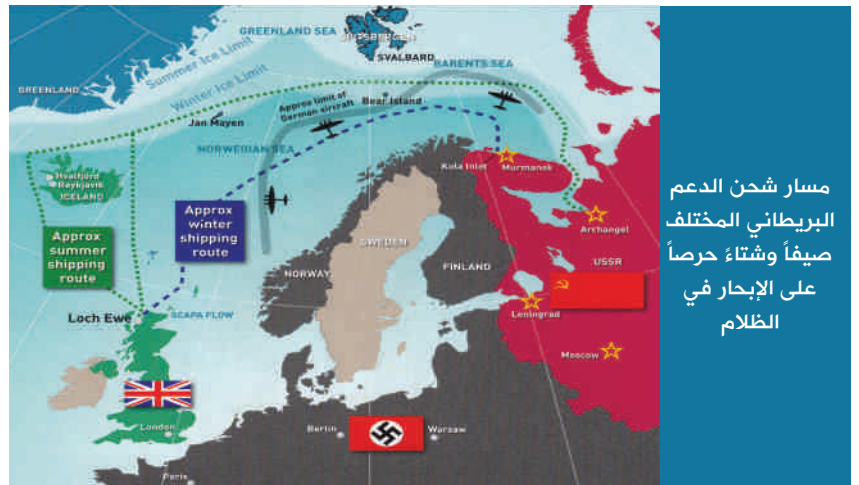 GREENLAND SEA
SPITSBERGEN
SVALBARD
BARENTS SEA
Summer Ice Limit
GREENLAND
Winter Ice Limit
Approx limit of
German aircraft
Bear Island
Jan Mayen
NORWEGIAN SEA
Kola Inlet
Murmansk
Hvalfjord
Reykjavik
ICELAND
Approx
summer
shipping
route
Approx
winter
shipping
route
Archangel
SWEDEN
USSR
NORWAY
FINLAND
Loch Ewe
SCAPA FLOW
Leningrad
Moscow
London
Berlin
Warsaw
Paris
مسار شحن الدعم
البريطاني المختلف
صيفاً وشتاءً حرصاً
على الإبحار في
الظلام